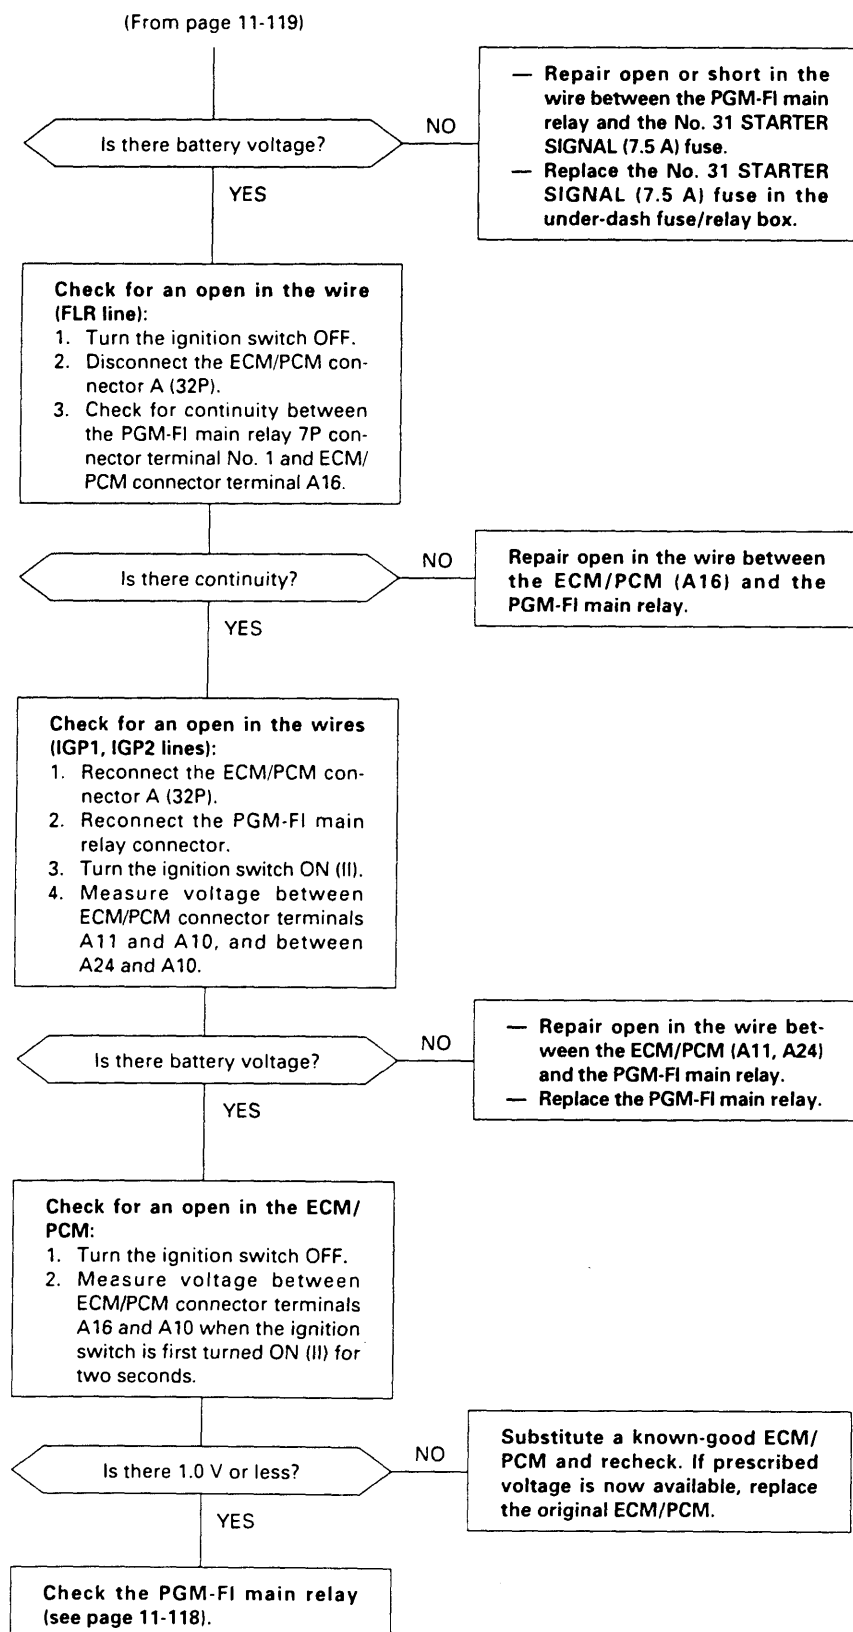 (From page 11-119)
Is there battery voltage?
NO
— Repair open or short in the
wire between the PGM-FI main
relay and the No. 31 STARTER
SIGNAL (7.5 A) fuse.
— Replace the No. 31 STARTER
SIGNAL (7.5 A) fuse in the
under-dash fuse/relay box.
YES
Check for an open in the wire
(FLR line):
1. Turn the ignition switch OFF.
2. Disconnect the ECM/PCM con-
nector A (32P).
3. Check for continuity between
the PGM-FI main relay 7P con-
nector terminal No. 1 and ECM/
PCM connector terminal A16.
Is there continuity?
NO
Repair open in the wire between
the ECM/PCM (A16) and the
PGM-FI main relay.
YES
Check for an open in the wires
(IGP1, IGP2 lines):
1. Reconnect the ECM/PCM con-
nector A (32P).
2. Reconnect the PGM-FI main
relay connector.
3. Turn the ignition switch ON (II).
4. Measure voltage between
ECM/PCM connector terminals
A11 and A10, and between
A24 and A10.
Is there battery voltage?
NO
— Repair open in the wire bet-
ween the ECM/PCM (A11, A24)
and the PGM-FI main relay.
— Replace the PGM-FI main relay.
YES
Check for an open in the ECM/
PCM:
1. Turn the ignition switch OFF.
2. Measure voltage between
ECM/PCM connector terminals
A16 and A10 when the ignition
switch is first turned ON (II) for
two seconds.
Is there 1.0 V or less?
NO
Substitute a known-good ECM/
PCM and recheck. If prescribed
voltage is now available, replace
the original ECM/PCM.
YES
Check the PGM-FI main relay
(see page 11-118).